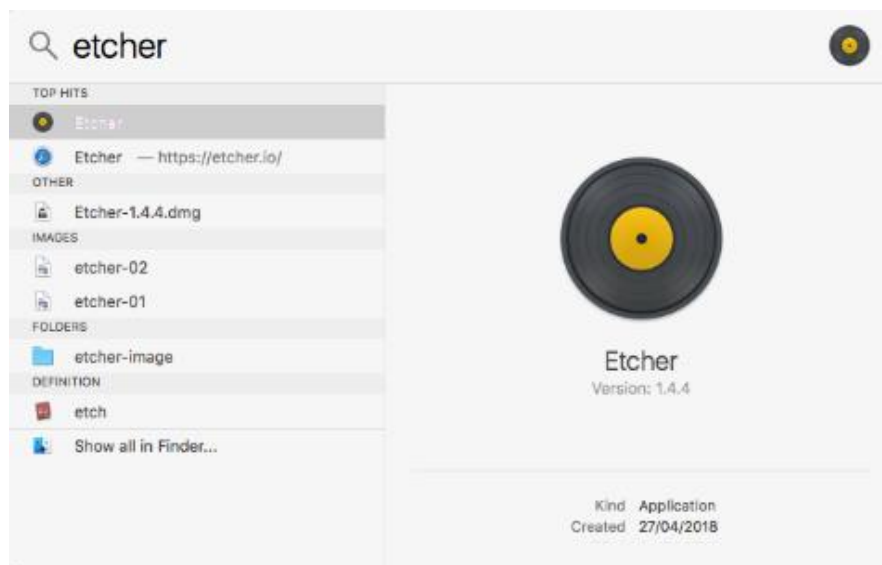 etcher
TOP HITS
Etcher
Etcher — https://etcher.io/
OTHER
Etcher-1.4.4.dmg
IMAGES
etcher-02
etcher-01
FOLDERS
etcher-image
DEFINITION
etch
Show all in Finder...
Etcher
Version: 1.4.4
Kind Application
Created 27/04/2018